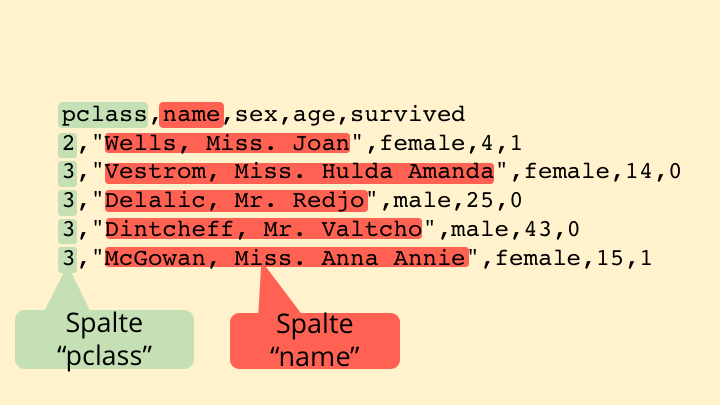 pclass,name,sex,age,survived
2,"Wells, Miss. Joan",female,4,1
3,"Vestrom, Miss. Hulda Amanda",female,14,0
3,"Delalic, Mr. Redjo",male,25,0
3,"Dintcheff, Mr. Valtcho",male,43,0
3,"McGowan, Miss. Anna Annie",female,15,1
Spalte
“pclass”
Spalte
“name”